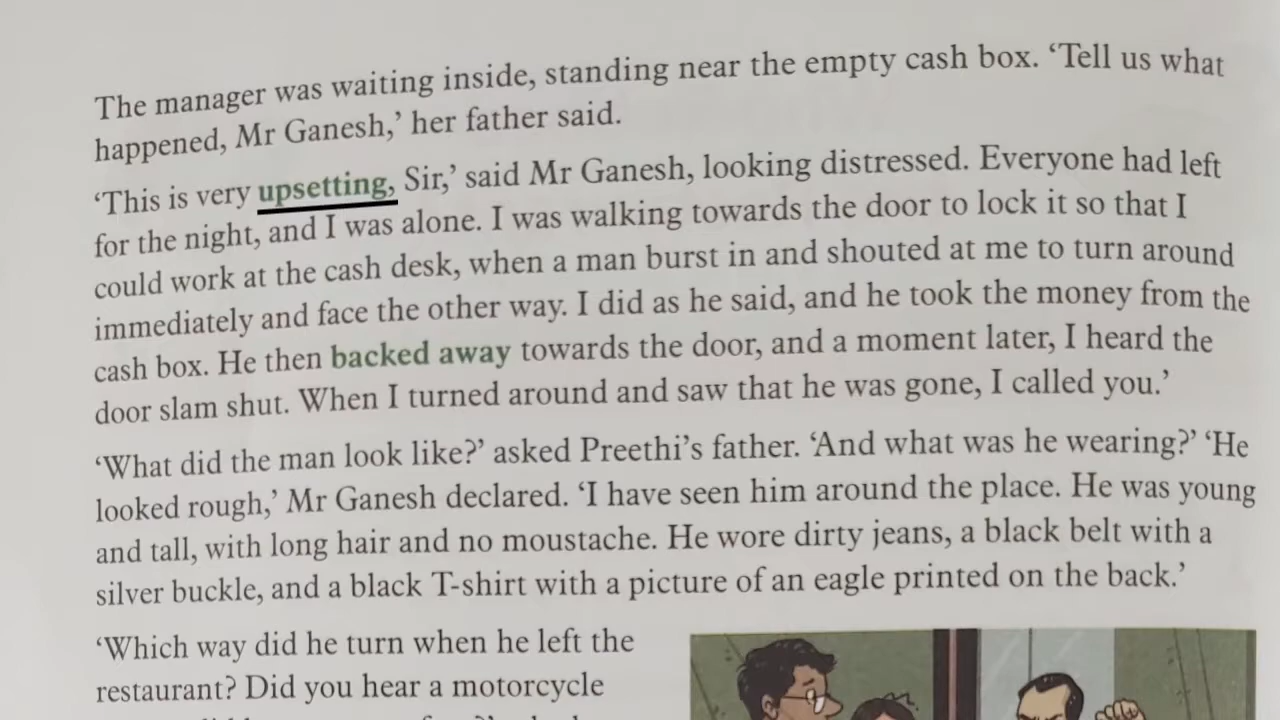 The manager was waiting inside, standing near the empty cash box. ‘Tell us what
happened, Mr Ganesh,’ her father said.
‘This is very upsetting, Sir,’ said Mr Ganesh, looking distressed. Everyone had left
for the night, and I was alone. I was walking towards the door to lock it so that I
could work at the cash desk, when a man burst in and shouted at me to turn around
immediately and face the other way. I did as he said, and he took the money from the
cash box. He then backed away towards the door, and a moment later, I heard the
door slam shut. When I turned around and saw that he was gone, I called you.’
‘What did the man look like?’ asked Preethi’s father. ‘And what was he wearing?’ ‘He
looked rough,’ Mr Ganesh declared. ‘I have seen him around the place. He was young
and tall, with long hair and no moustache. He wore dirty jeans, a black belt with a
silver buckle, and a black T-shirt with a picture of an eagle printed on the back.’
‘Which way did he turn when he left the
restaurant? Did you hear a motorcycle